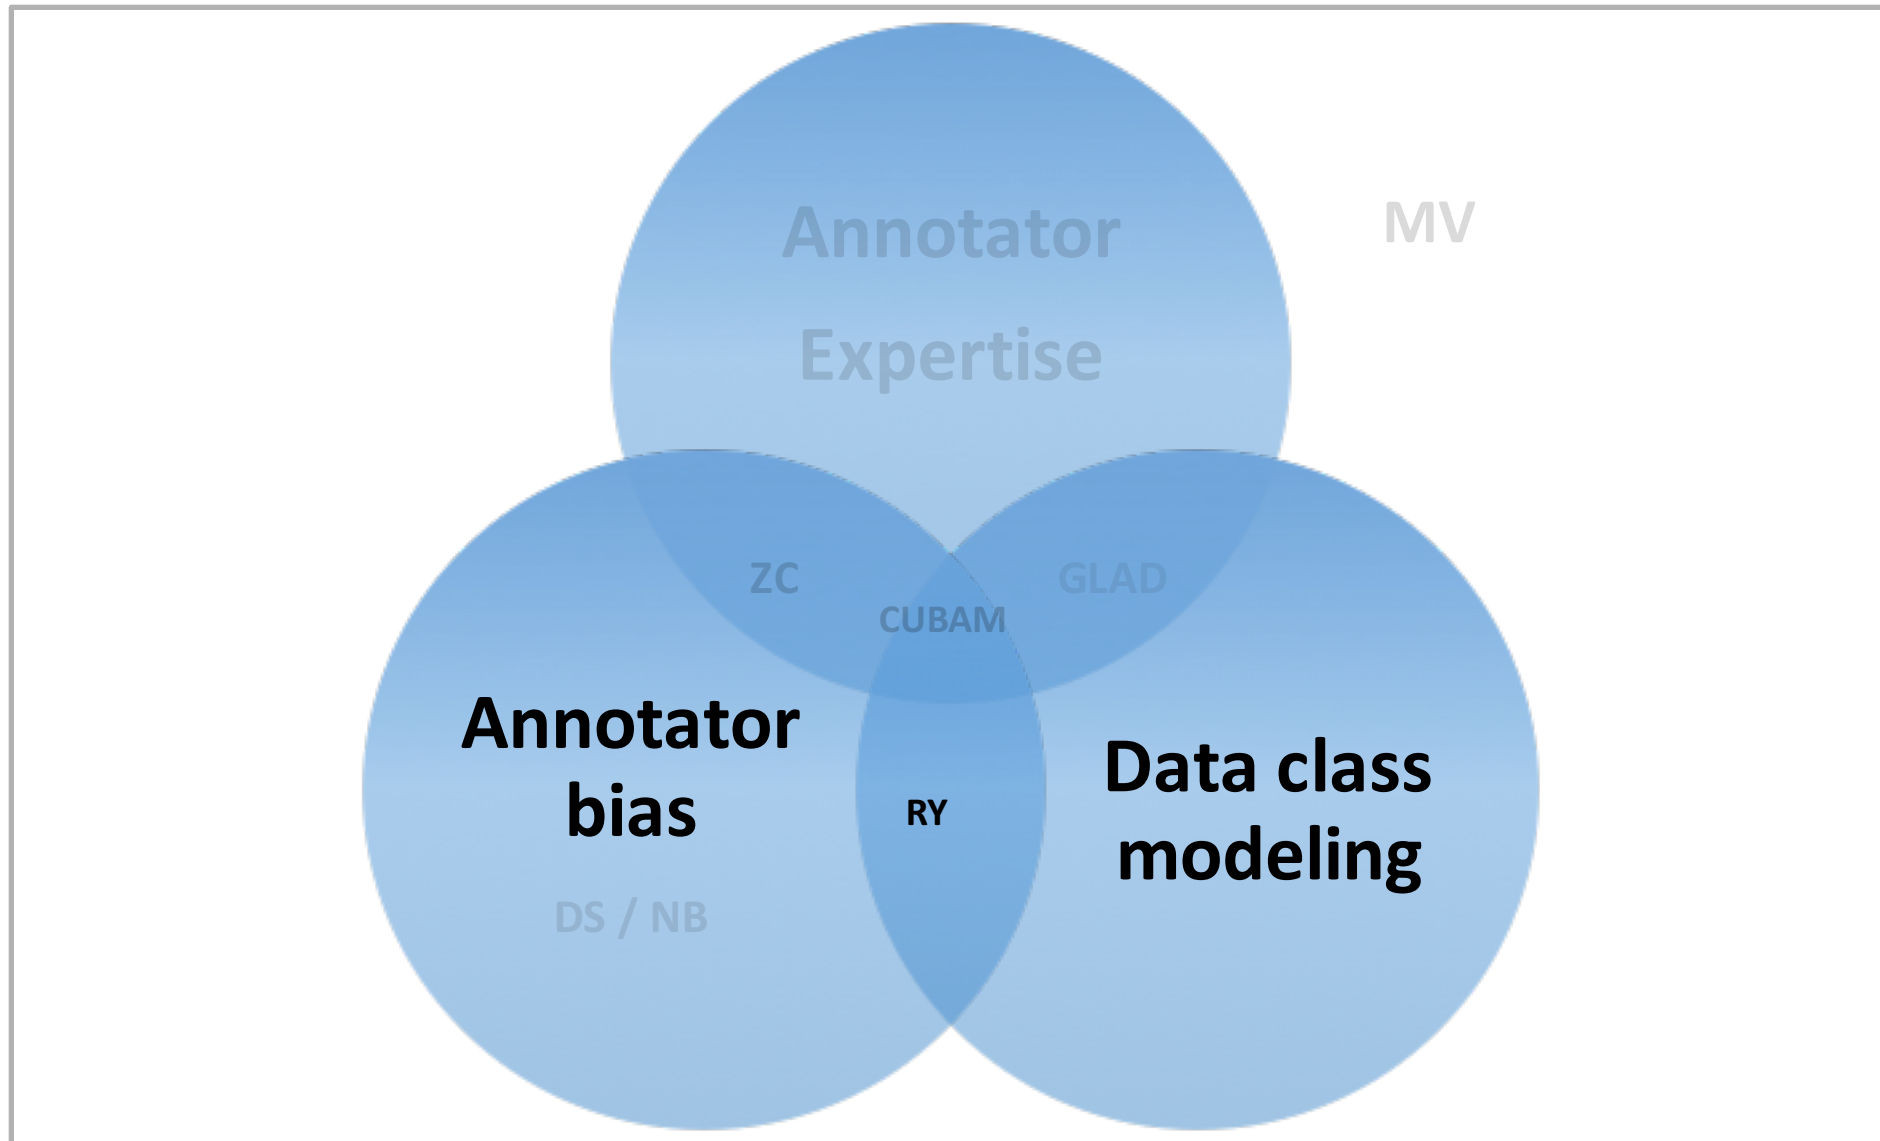 Annotator
Expertise
MV
ZC
GLAD
CUBAM
Annotator
bias
Data class
modeling
RY
DS / NB